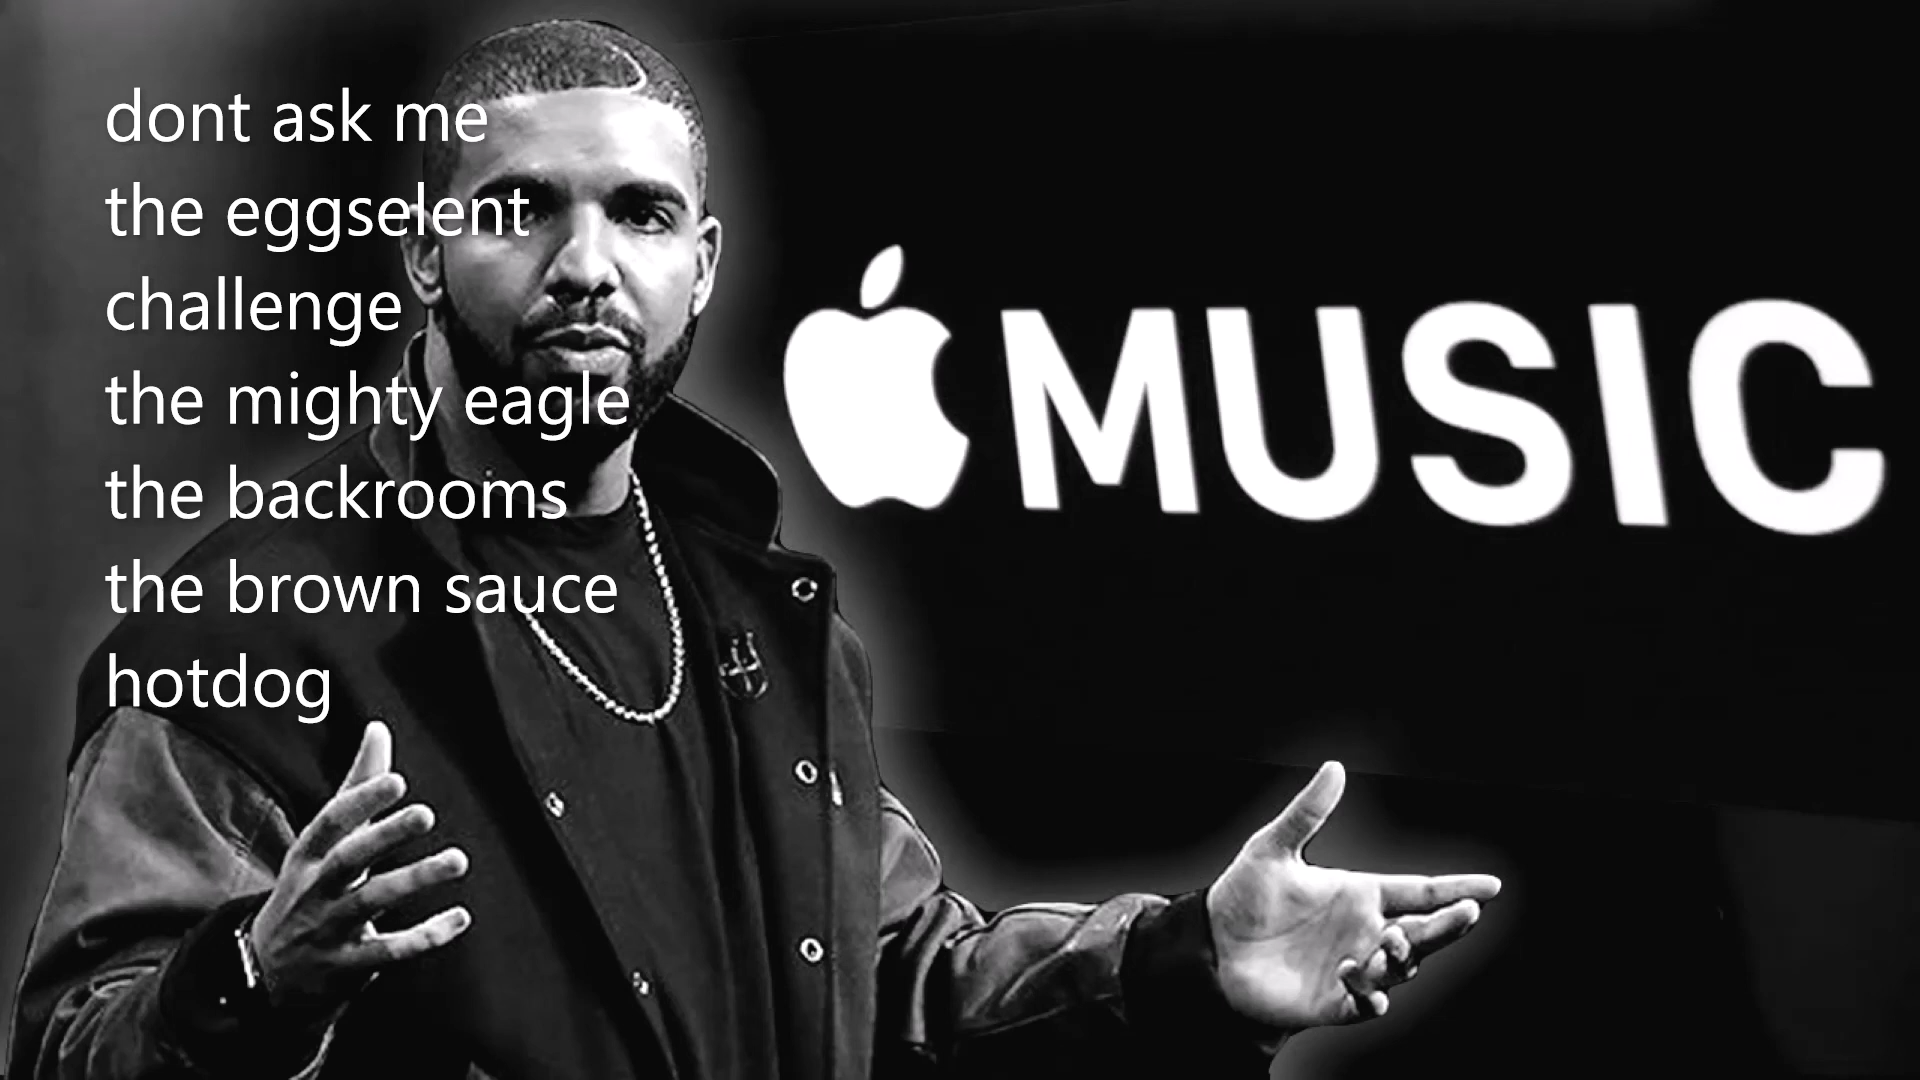 dont ask me
the eggselent
challenge
the mighty eagle
the backrooms
the brown sauce
hotdog
MUSIC